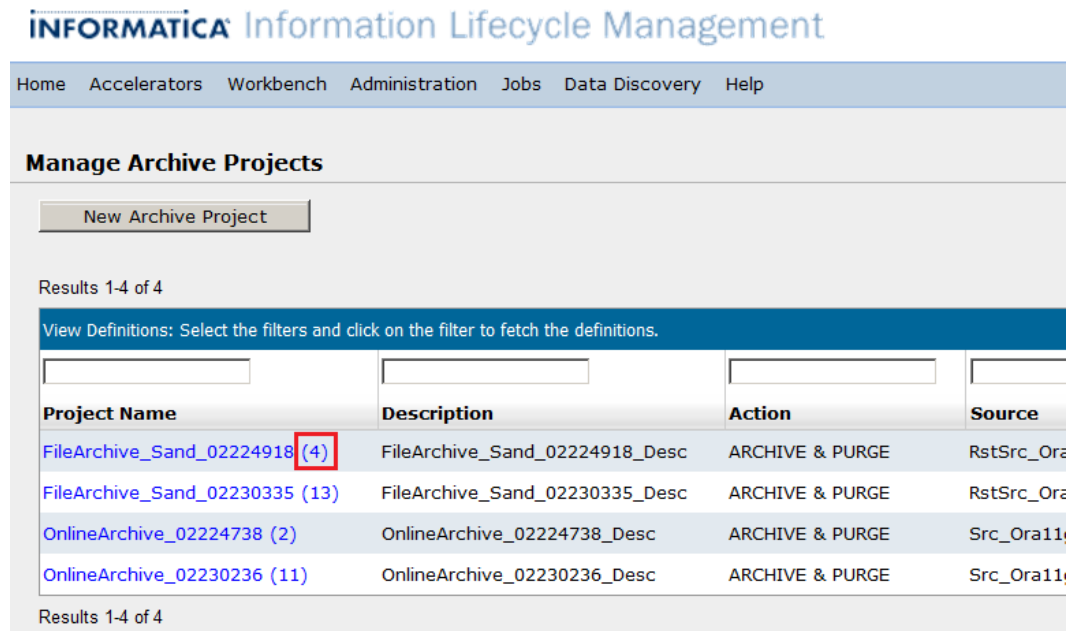 INFORMATICA Information Lifecycle Management
Home Accelerators Workbench Administration Jobs Data Discovery Help
Manage Archive Projects
New Archive Project
Results 1-4 of 4
View Definitions: Select the filters and click on the filter to fetch the definitions.
Project Name Description Action Source
FileArchive_Sand_02224918 (4) FileArchive_Sand_02224918_Desc ARCHIVE & PURGE RstSrc_Ora
FileArchive_Sand_02230335 (13) FileArchive_Sand_02230335_Desc ARCHIVE & PURGE RstSrc_Ora
OnlineArchive_02224738 (2) OnlineArchive_02224738_Desc ARCHIVE & PURGE Src_Ora11g
OnlineArchive_02230236 (11) OnlineArchive_02230236_Desc ARCHIVE & PURGE Src_Ora11g
Results 1-4 of 4